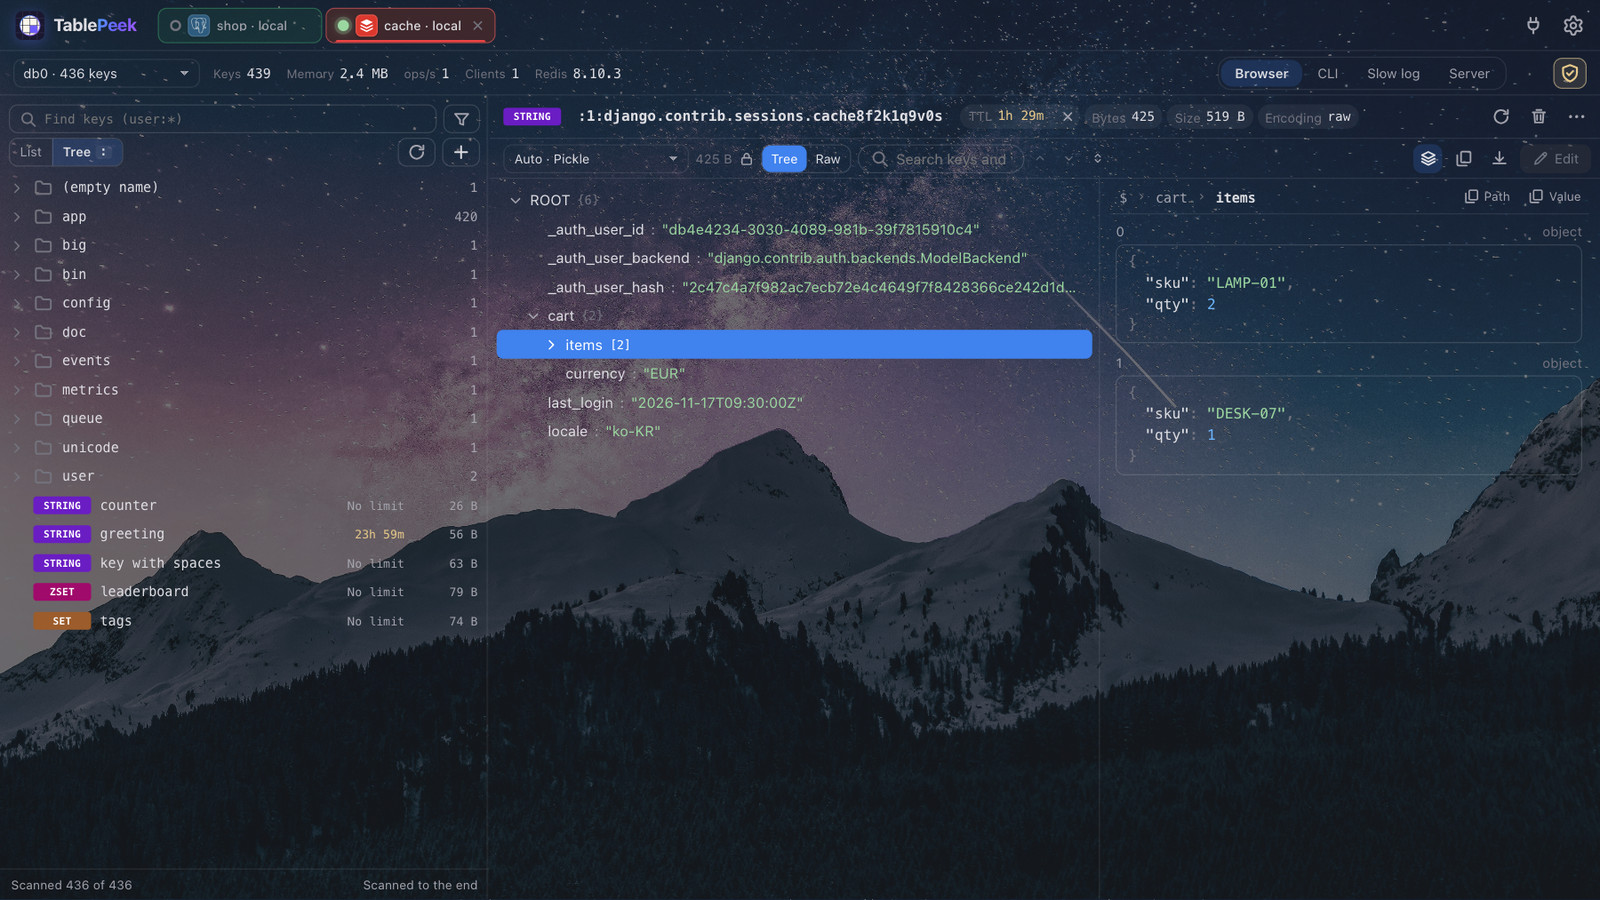 TablePeek
shop · local
cache · local
db0 · 436 keys
Keys 439 Memory 2.4 MB ops/s 1 Clients 1 Redis 8.10.3
Browser CLI Slow log Server
Find keys (user:*)
List Tree
(empty name) 1
app 420
big 1
bin 1
config 1
doc 1
events 1
metrics 1
queue 1
unicode 1
user 2
STRING counter No limit 26 B
STRING greeting 23h 59m 56 B
STRING key with spaces No limit 63 B
ZSET leaderboard No limit 79 B
SET tags No limit 74 B
Scanned 436 of 436 Scanned to the end
STRING :1:django.contrib.sessions.cache8f2k1q9v0s TTL 1h 29m Bytes 425 Size 519 B Encoding raw
Auto · Pickle 425 B Tree Raw Search keys and Edit
ROOT {6}
_auth_user_id : "db4e4234-3030-4089-981b-39f7815910c4"
_auth_user_backend : "django.contrib.auth.backends.ModelBackend"
_auth_user_hash : "2c47c4a7f982ac7ecb72e4c4649f7f8428366ce242d1d...
cart {2}
items [2]
currency : "EUR"
last_login : "2026-11-17T09:30:00Z"
locale : "ko-KR"
$ › cart › items Path Value
0 object
{
"sku": "LAMP-01",
"qty": 2
}
1 object
{
"sku": "DESK-07",
"qty": 1
}